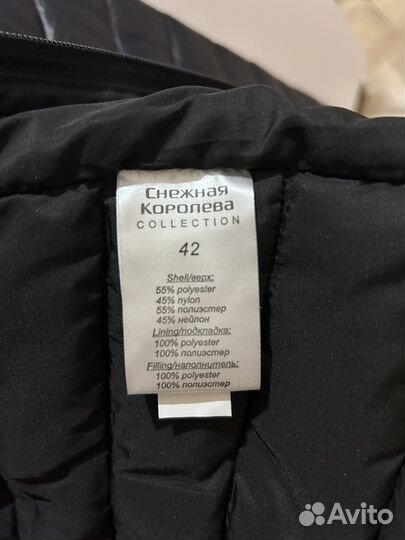 Снежная
Королева
COLLECTION
42
Shell/верх:
55% polyester
45% nylon
55% полиэстер
45% нейлон
Lining/подкладка:
100% polyester
100% полиэстер
Filling/наполнитель:
100% polyester
100% полиэстер
Avito